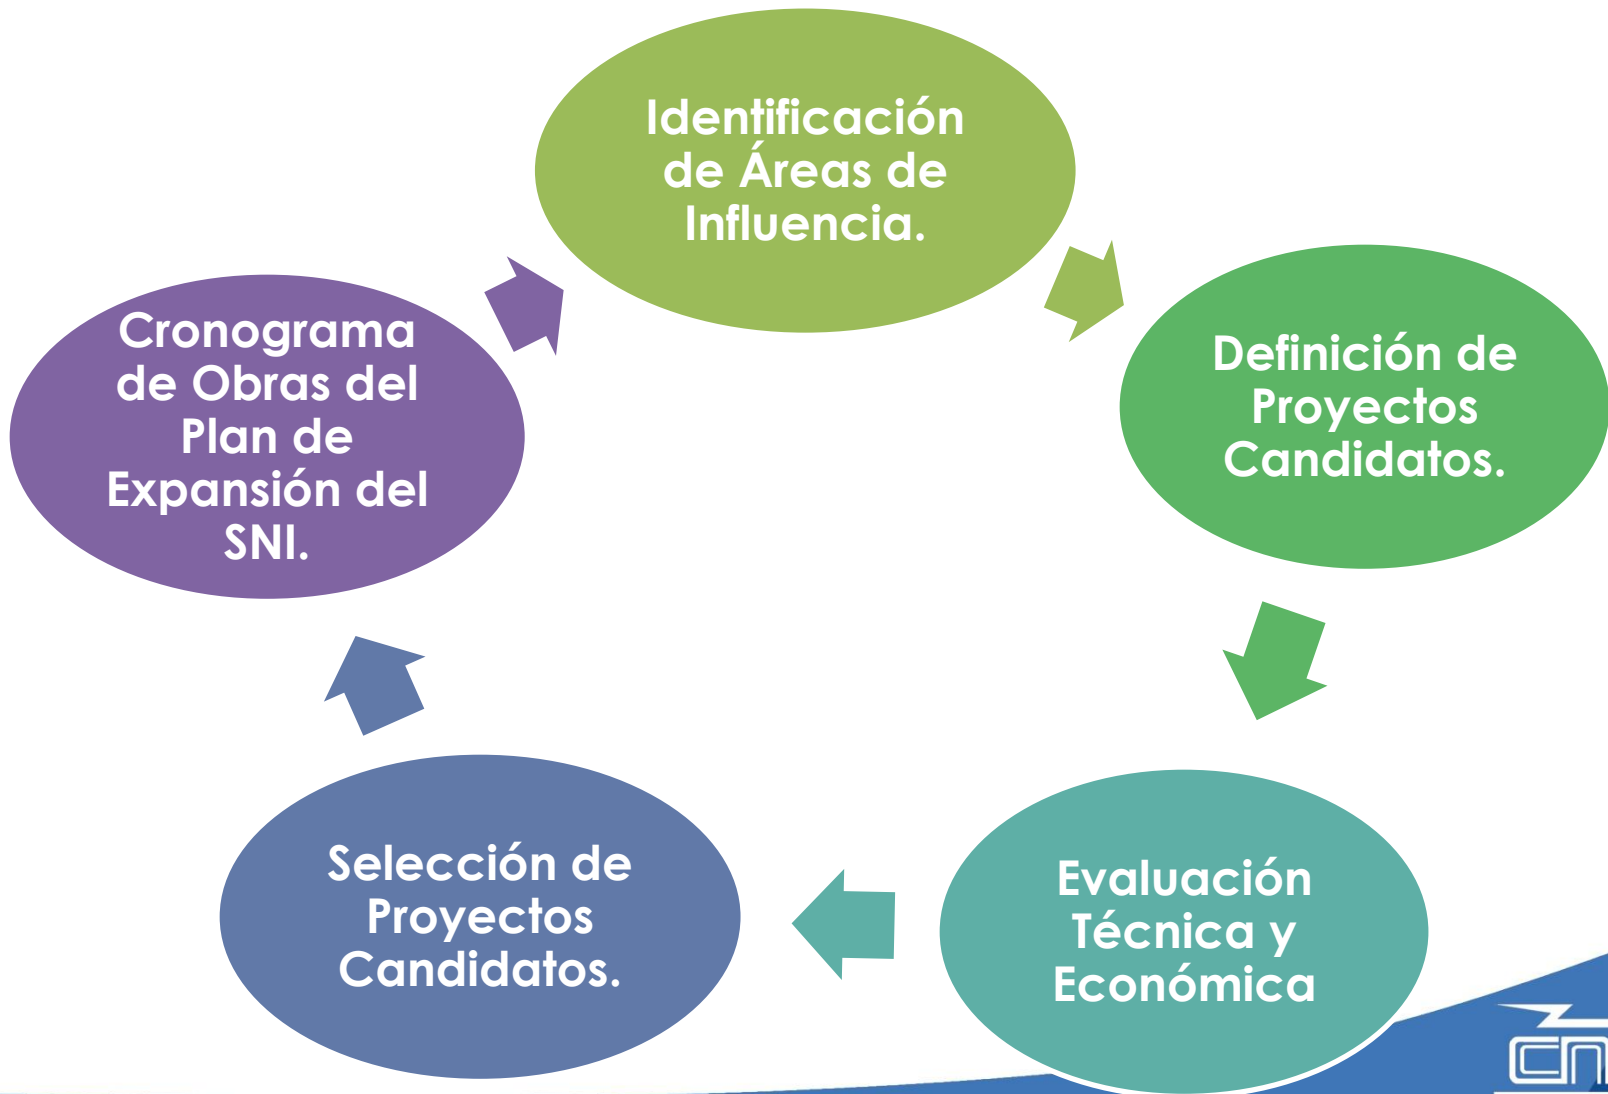 Identificación
de Áreas de
Influencia.
Definición de
Proyectos
Candidatos.
Evaluación
Técnica y
Económica
Selección de
Proyectos
Candidatos.
Cronograma
de Obras del
Plan de
Expansión del
SNI.